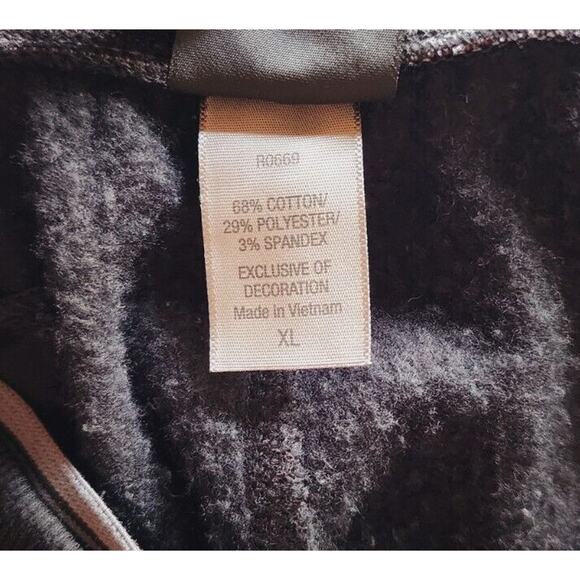 R0669
68% COTTON/
29% POLYESTER/
3% SPANDEX
EXCLUSIVE OF
DECORATION
Made in Vietnam
XL